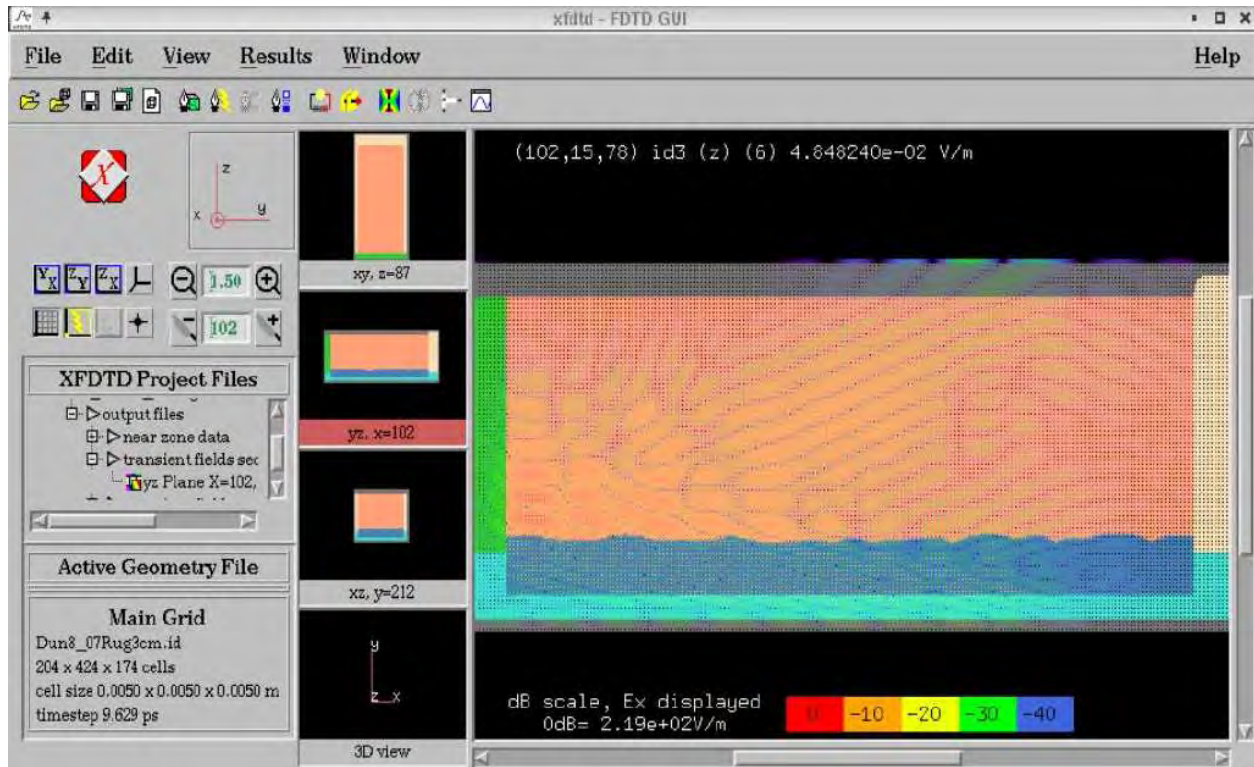 xfdtd - FDTD GUI
File Edit View Results Window Help
z
x
y
Y X Z Y Z X
1.50
102
XFDTD Project Files
output files
near zone data
transient fields sec
yz Plane X=102,
Active Geometry File
Main Grid
Dun8_07Rug3cm.id
204 x 424 x 174 cells
cell size 0.0050 x 0.0050 x 0.0050 m
timestep 9.629 ps
xy, z=87
yz, x=102
xz, y=212
y
z x
3D view
(102,15,78) id3 (z) (6) 4.848240e-02 V/m
dB scale, Ex displayed
0dB= 2.19e+02V/m
0 -10 -20 -30 -40